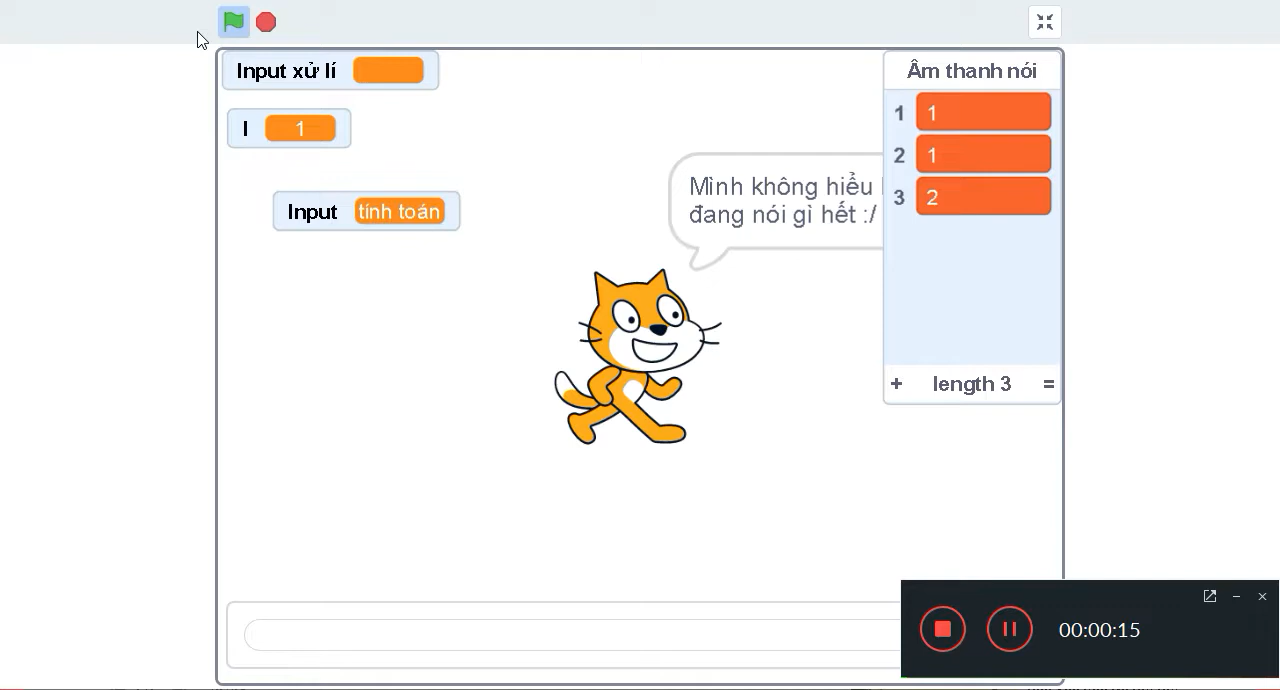 Input xử lí
I 1
Input tính toán
Mình không hiểu
đang nói gì hết :/
Âm thanh nói
1 1
2 1
3 2
+ length 3 =
00:00:15